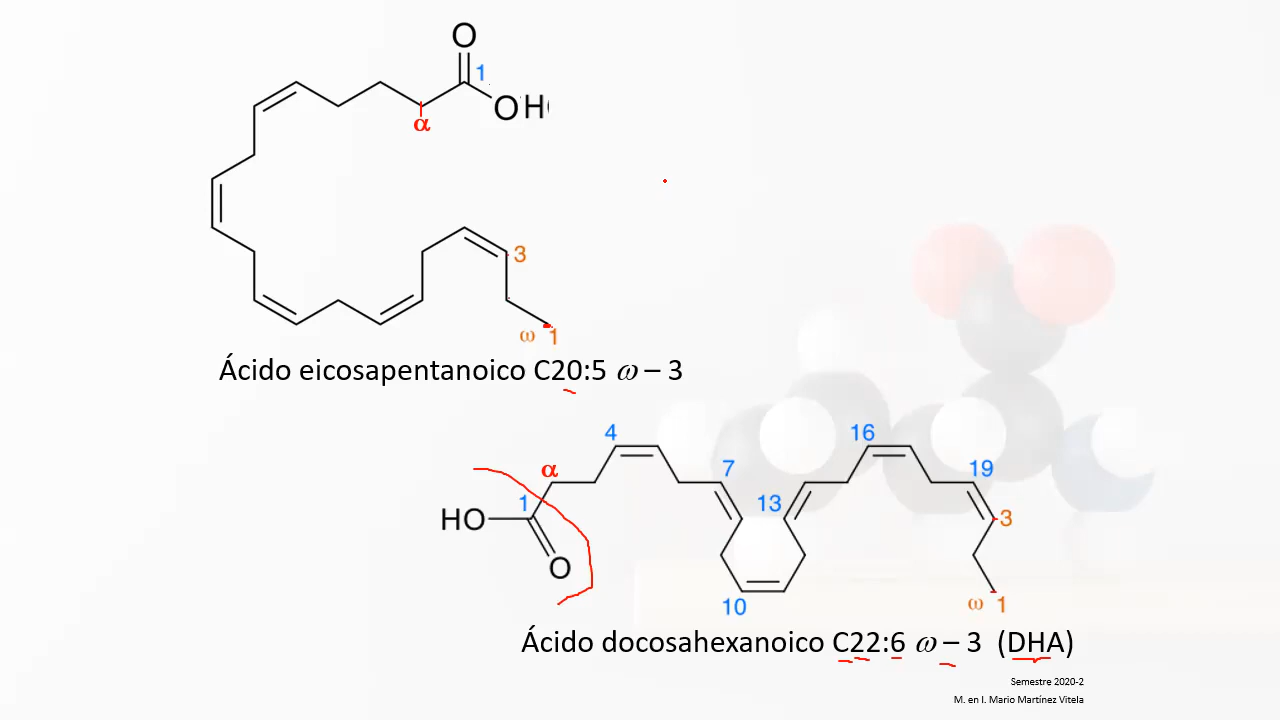 O
1
OH
α
3
ω 1
Ácido eicosapentanoico C20:5 ω – 3
4
16
α
7
19
1
13
HO
3
O
10
ω 1
Ácido docosahexanoico C22:6 ω – 3 (DHA)
Semestre 2020-2
M. en I. Mario Martínez Vitela